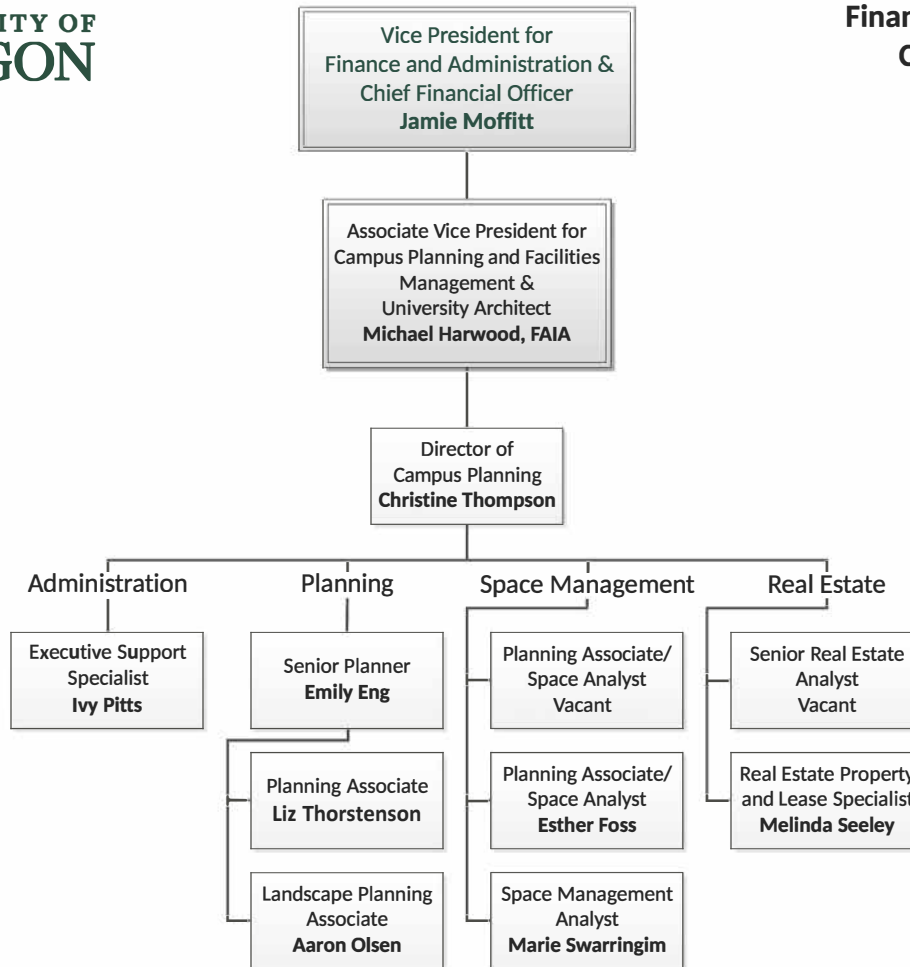 ITY OF
GON
Finan
C
Vice President for
Finance and Administration &
Chief Financial Officer
Jamie Moffitt
Associate Vice President for
Campus Planning and Facilities
Management &
University Architect
Michael Harwood, FAIA
Director of
Campus Planning
Christine Thompson
Administration
Executive Support
Specialist
Ivy Pitts
Planning
Senior Planner
Emily Eng
Planning Associate
Liz Thorstenson
Landscape Planning
Associate
Aaron Olsen
Space Management
Planning Associate/
Space Analyst
Vacant
Planning Associate/
Space Analyst
Esther Foss
Space Management
Analyst
Marie Swarringim
Real Estate
Senior Real Estate
Analyst
Vacant
Real Estate Property
and Lease Specialist
Melinda Seeley